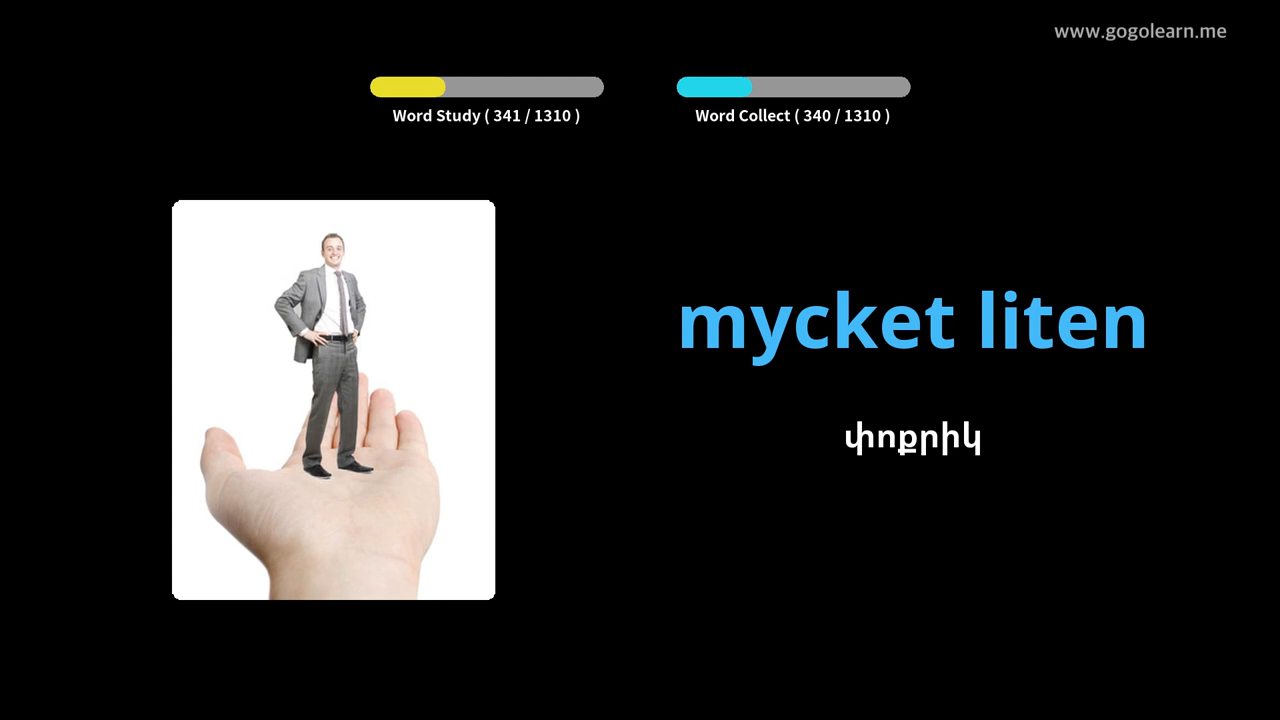 www.gogolearn.me
Word Study ( 341 / 1310 )
Word Collect ( 340 / 1310 )
mycket liten
փոքրիկ